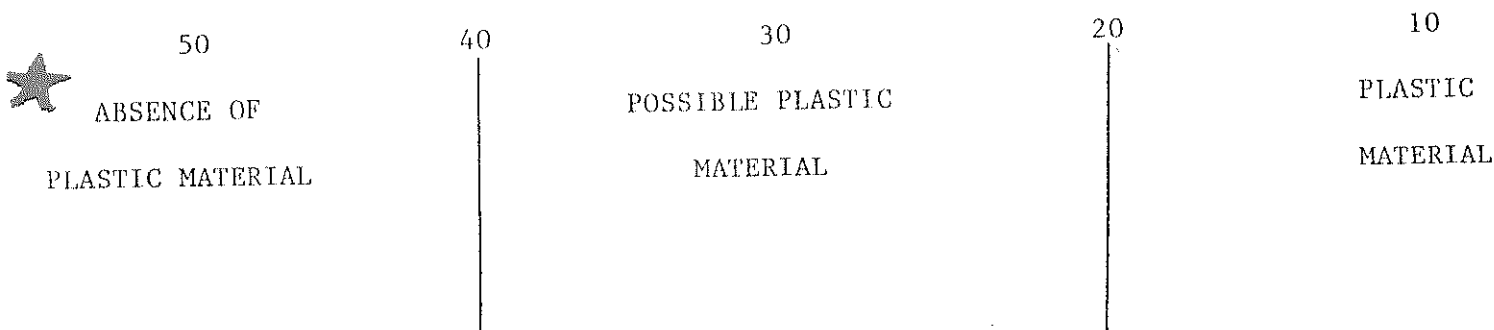 50 40 30 20 10
ABSENCE OF POSSIBLE PLASTIC PLASTIC
PLASTIC MATERIAL MATERIAL MATERIAL